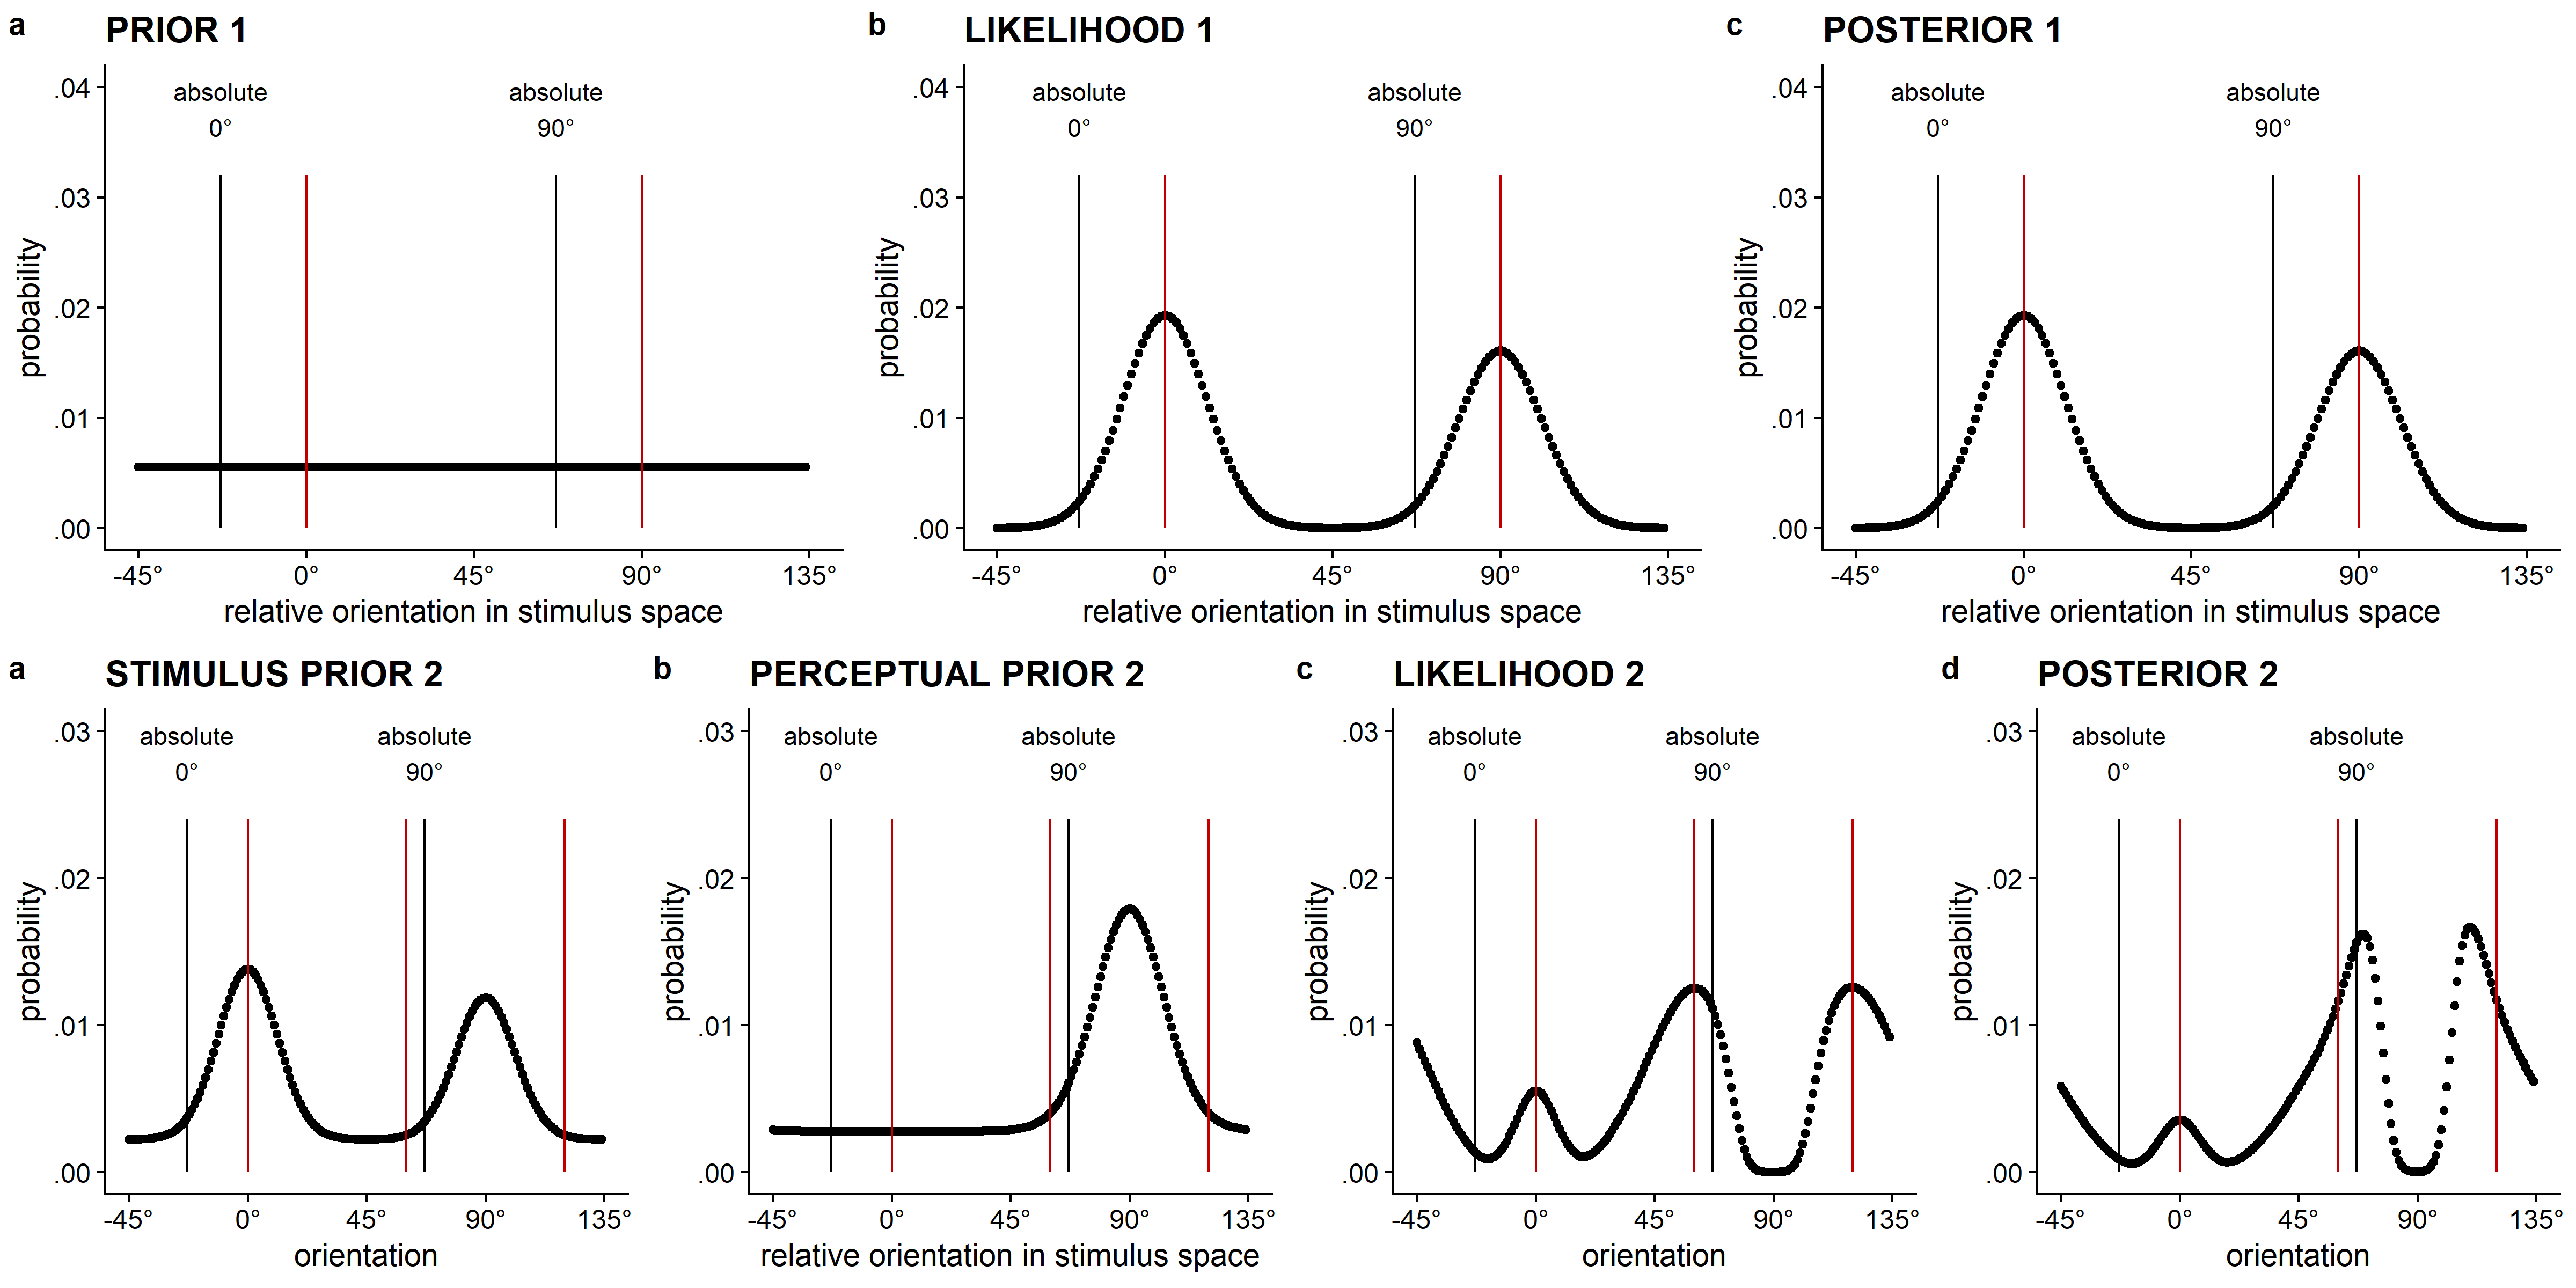 a PRIOR 1
.04
.03
.02
.01
.00
absolute 0°
absolute 90°
probability
-45° 0° 45° 90° 135°
relative orientation in stimulus space
b LIKELIHOOD 1
.04
.03
.02
.01
.00
absolute 0°
absolute 90°
probability
-45° 0° 45° 90° 135°
relative orientation in stimulus space
c POSTERIOR 1
.04
.03
.02
.01
.00
absolute 0°
absolute 90°
probability
-45° 0° 45° 90° 135°
relative orientation in stimulus space
a STIMULUS PRIOR 2
.03
.02
.01
.00
absolute 0°
absolute 90°
probability
-45° 0° 45° 90° 135°
orientation
b PERCEPTUAL PRIOR 2
.03
.02
.01
.00
absolute 0°
absolute 90°
probability
-45° 0° 45° 90° 135°
relative orientation in stimulus space
c LIKELIHOOD 2
.03
.02
.01
.00
absolute 0°
absolute 90°
probability
-45° 0° 45° 90° 135°
orientation
d POSTERIOR 2
.03
.02
.01
.00
absolute 0°
absolute 90°
probability
-45° 0° 45° 90° 135°
orientation